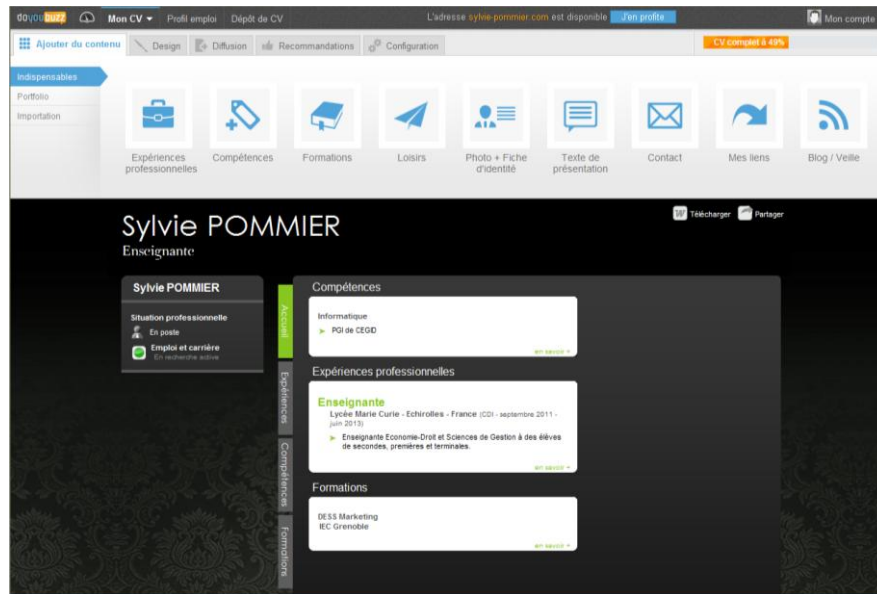 doyoubuzz Mon CV Profil emploi Dépôt de CV L'adresse sylvie-pommier.com est disponible J'en profite Mon compte
Ajouter du contenu Design Diffusion Recommandations Configuration CV complet à 49%
Indispensables
Portfolio
Importation
Expériences professionnelles
Compétences
Formations
Loisirs
Photo + Fiche d'identité
Texte de présentation
Contact
Mes liens
Blog / Veille
Sylvie POMMIER
Enseignante
W Télécharger Partager
Sylvie POMMIER
Situation professionnelle
En poste
Emploi et carrière
En recherche active
Accueil
Expériences
Compétences
Formations
Compétences
Informatique
PGI de CEGID
en savoir +
Expériences professionnelles
Enseignante
Lycée Marie Curie - Echirolles - France (CDI - septembre 2011 -
juin 2013)
Enseignante Economie-Droit et Sciences de Gestion à des élèves
de secondes, premières et terminales.
en savoir +
Formations
DESS Marketing
IEC Grenoble
en savoir +